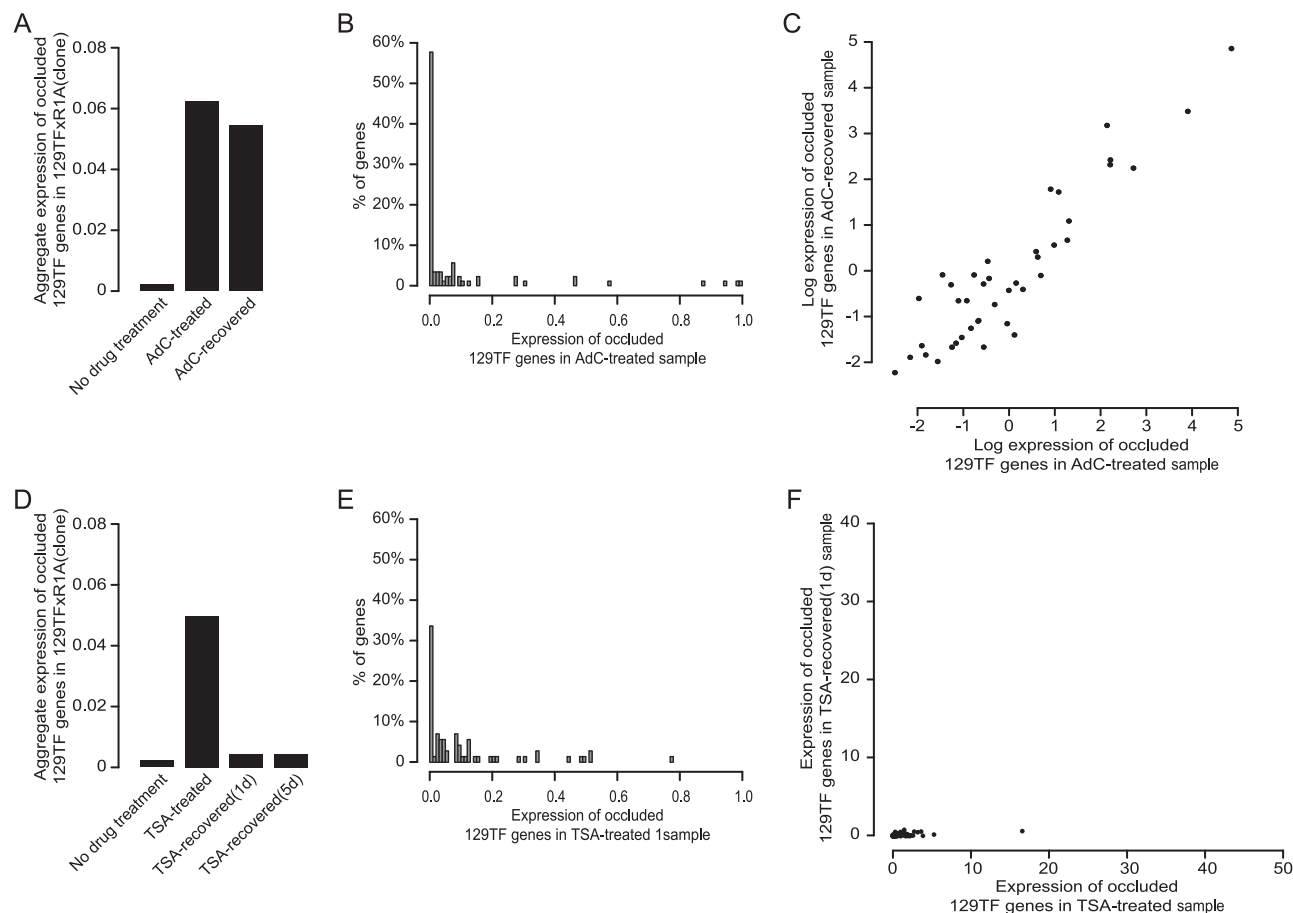 A
Aggregate expression of occluded
129TF genes in 129TFxR1A(clone)
0.08
0.06
0.04
0.02
0
No drug treatment
AdC-treated
AdC-recovered
B
% of genes
60%
50%
40%
30%
20%
10%
0
0.0 0.2 0.4 0.6 0.8 1.0
Expression of occluded
129TF genes in AdC-treated sample
C
Log expression of occluded
129TF genes in AdC-recovered sample
5
4
3
2
1
0
-1
-2
-2 -1 0 1 2 3 4 5
Log expression of occluded
129TF genes in AdC-treated sample
D
Aggregate expression of occluded
129TF genes in 129TFxR1A(clone)
0.08
0.06
0.04
0.02
0
No drug treatment
TSA-treated
TSA-recovered(1d)
TSA-recovered(5d)
E
% of genes
60%
50%
40%
30%
20%
10%
0
0.0 0.2 0.4 0.6 0.8 1.0
Expression of occluded
129TF genes in TSA-treated 1sample
F
Expression of occluded
129TF genes in TSA-recovered(1d) sample
40
30
20
10
0
0 10 20 30 40 50
Expression of occluded
129TF genes in TSA-treated sample